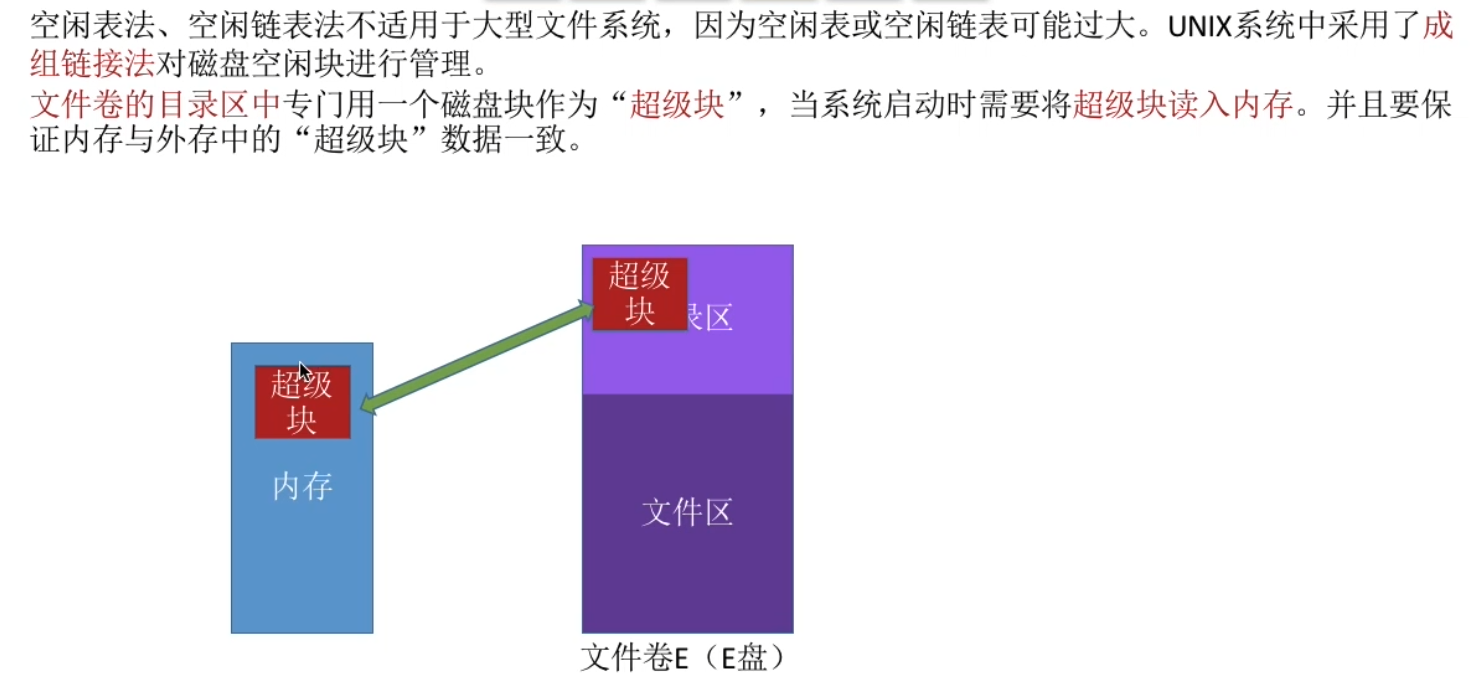 空闲表法、空闲链表法不适用于大型文件系统，因为空闲表或空闲链表可能过大。UNIX系统中采用了成
组链接法对磁盘空闲块进行管理。
文件卷的目录区中专门用一个磁盘块作为“超级块”，当系统启动时需要将超级块读入内存。并且要保
证内存与外存中的“超级块”数据一致。
超级
块
录区
超级
块
内存
文件区
文件卷E（E盘）